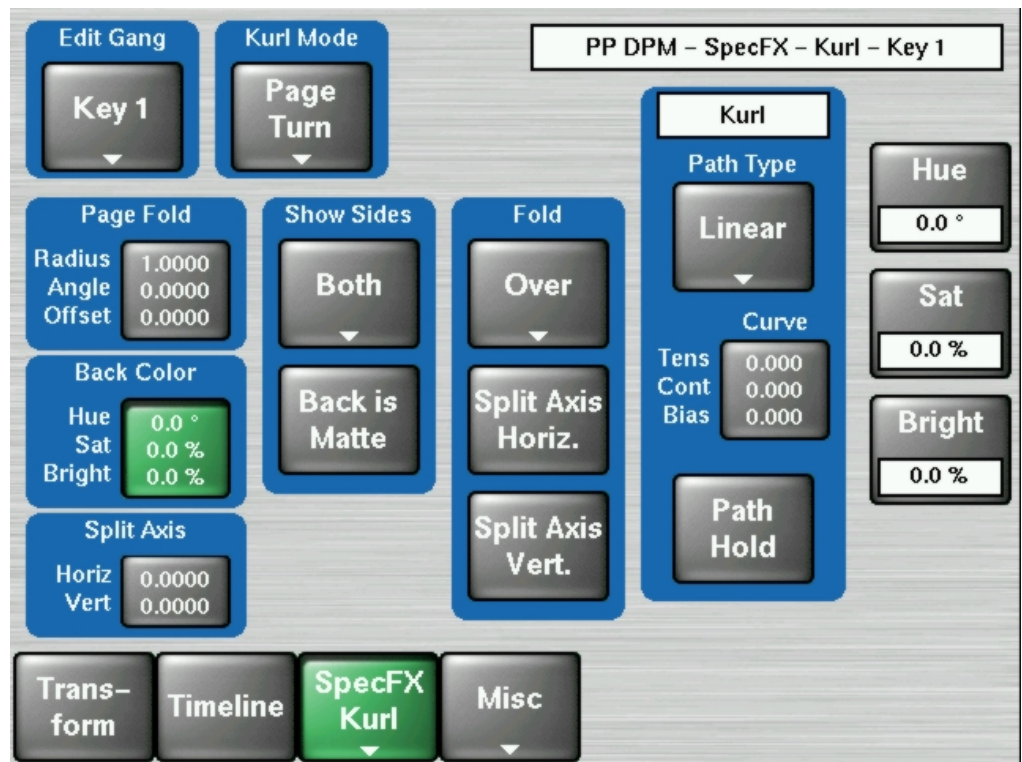 Edit Gang
Key 1
Kurl Mode
Page
Turn
PP DPM – SpecFX – Kurl – Key 1
Page Fold
Radius 1.0000
Angle 0.0000
Offset 0.0000
Back Color
Hue 0.0 °
Sat 0.0 %
Bright 0.0 %
Split Axis
Horiz 0.0000
Vert 0.0000
Show Sides
Both
Back is
Matte
Fold
Over
Split Axis
Horiz.
Split Axis
Vert.
Kurl
Path Type
Linear
Curve
Tens 0.000
Cont 0.000
Bias 0.000
Path
Hold
Hue
0.0 °
Sat
0.0 %
Bright
0.0 %
Trans–
form
Timeline
SpecFX
Kurl
Misc